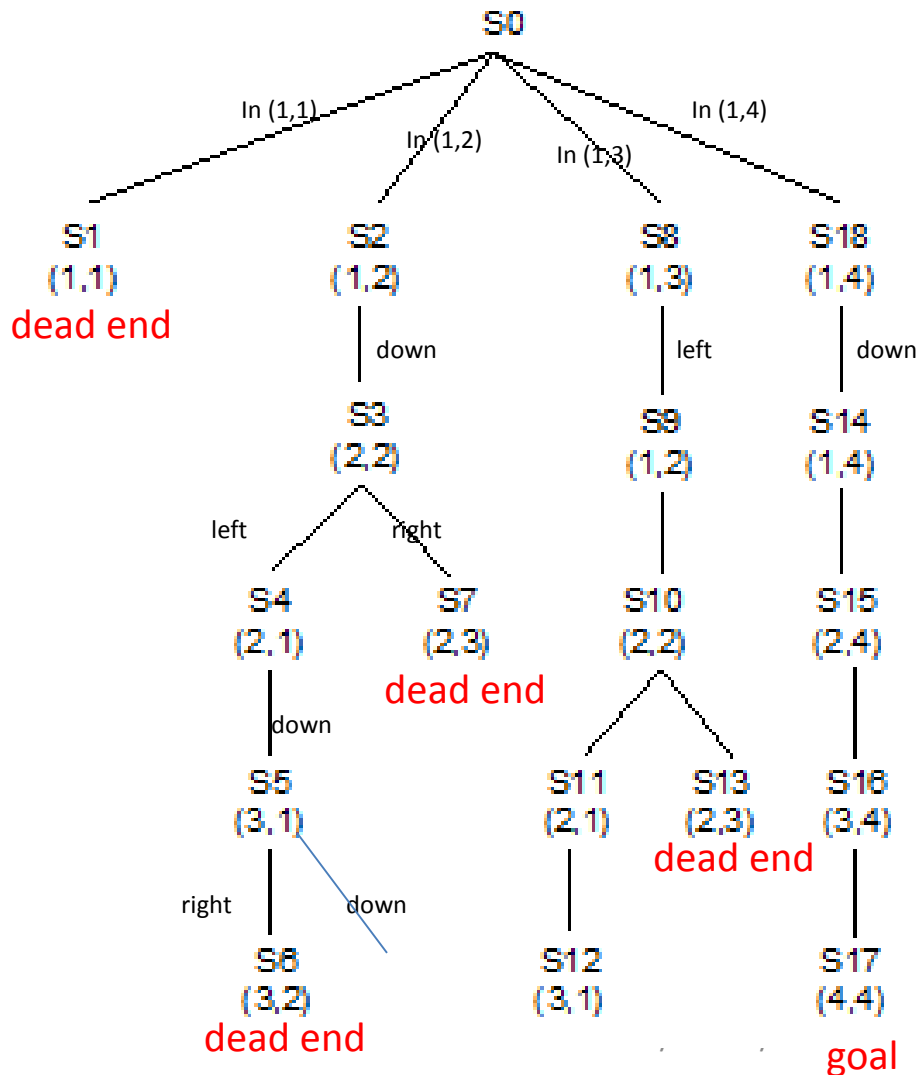 S0
In (1,1)
In (1,2)
In (1,3)
In (1,4)
S1
(1,1)
dead end
S2
(1,2)
S8
(1,3)
S18
(1,4)
down
left
down
S3
(2,2)
S9
(1,2)
S14
(1,4)
left
right
S4
(2,1)
S7
(2,3)
dead end
S10
(2,2)
S15
(2,4)
down
S5
(3,1)
S11
(2,1)
S13
(2,3)
dead end
S16
(3,4)
right
down
S6
(3,2)
dead end
S12
(3,1)
S17
(4,4)
goal